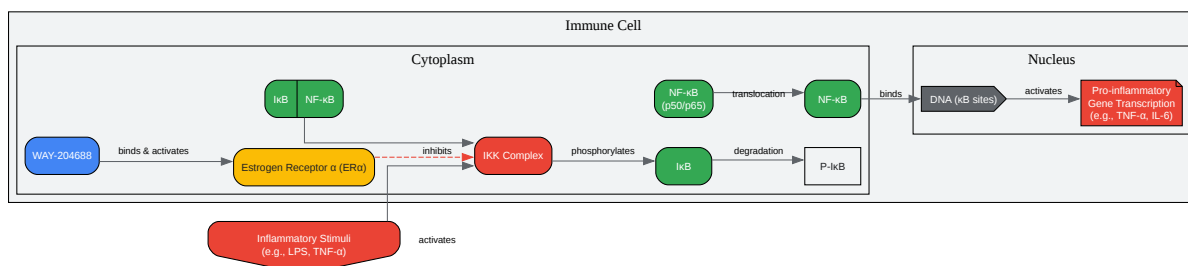 Immune Cell
Cytoplasm
Nucleus
IκB
NF-κB
NF-κB
(p50/p65)
translocation
NF-κB
binds
DNA (κB sites)
activates
Pro-inflammatory
Gene Transcription
(e.g., TNF-α, IL-6)
WAY-204688
binds & activates
Estrogen Receptor α (ERα)
inhibits
IKK Complex
phosphorylates
IκB
degradation
P-IκB
Inflammatory Stimuli
(e.g., LPS, TNF-α)
activates